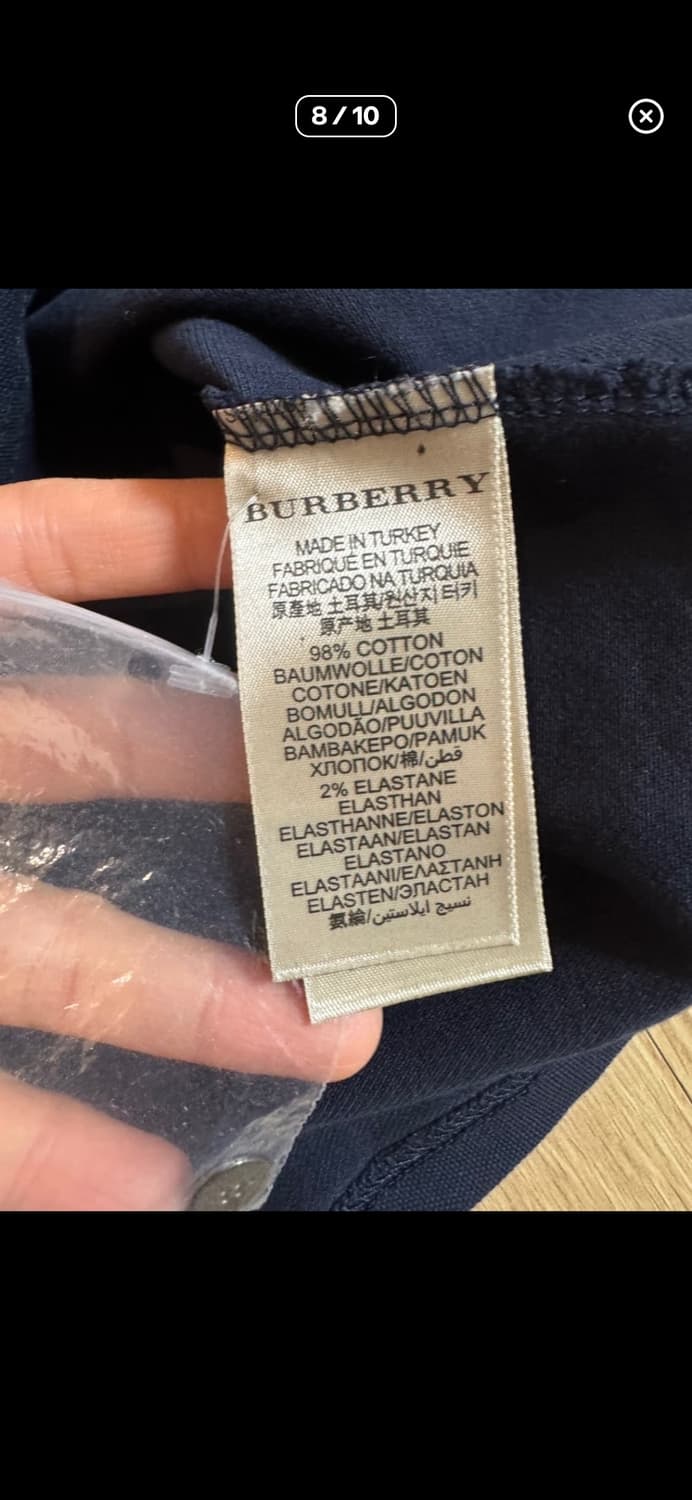 8 / 10
BURBERRY
MADE IN TURKEY
FABRIQUÉ EN TURQUIE
FABRICADO NA TURQUIA
原產地 土耳其/원산지 터키
原产地 土耳其
98% COTTON
BAUMWOLLE/COTON
COTONE/KATOEN
BOMULL/ALGODON
ALGODÃO/PUUVILLA
BAMBAKEPO/PAMUK
ХЛОПОК/棉/قطن
2% ELASTANE
ELASTHAN
ELASTHANNE/ELASTON
ELASTAAN/ELASTAN
ELASTANO
ELASTAANI/ΕΛΑΣΤΑΝΗ
ELASTEN/ЭЛАСТАН
氨綸/نسيج ايلاستين